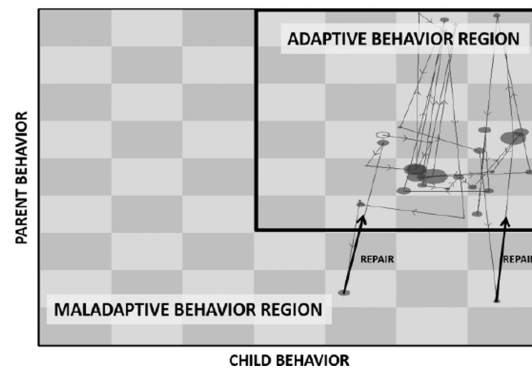 ADAPTIVE BEHAVIOR REGION
PARENT BEHAVIOR
REPAIR
REPAIR
MALADAPTIVE BEHAVIOR REGION
CHILD BEHAVIOR